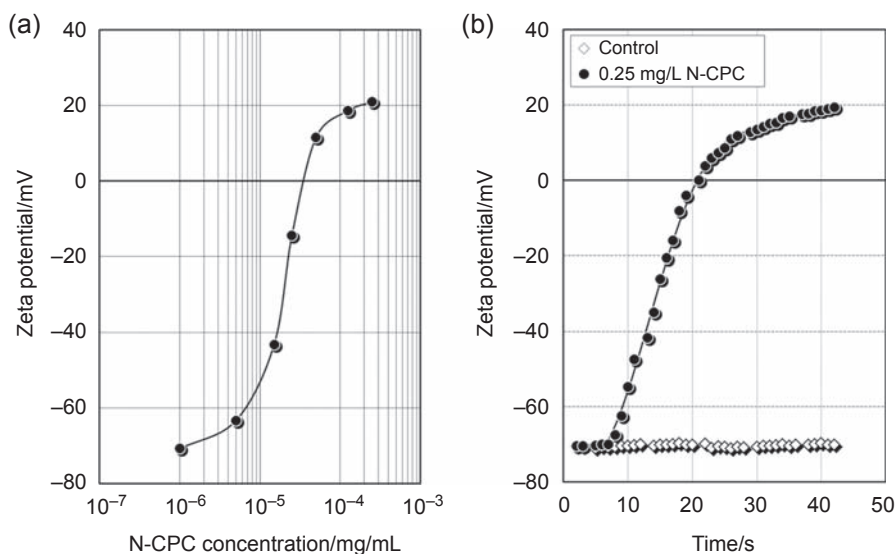 (a)
40
20
0
–20
–40
–60
–80
Zeta potential/mV
10⁻⁷ 10⁻⁶ 10⁻⁵ 10⁻⁴ 10⁻³
N-CPC concentration/mg/mL
(b)
40
20
0
–20
–40
–60
–80
Zeta potential/mV
Control
0.25 mg/L N-CPC
0 10 20 30 40 50
Time/s